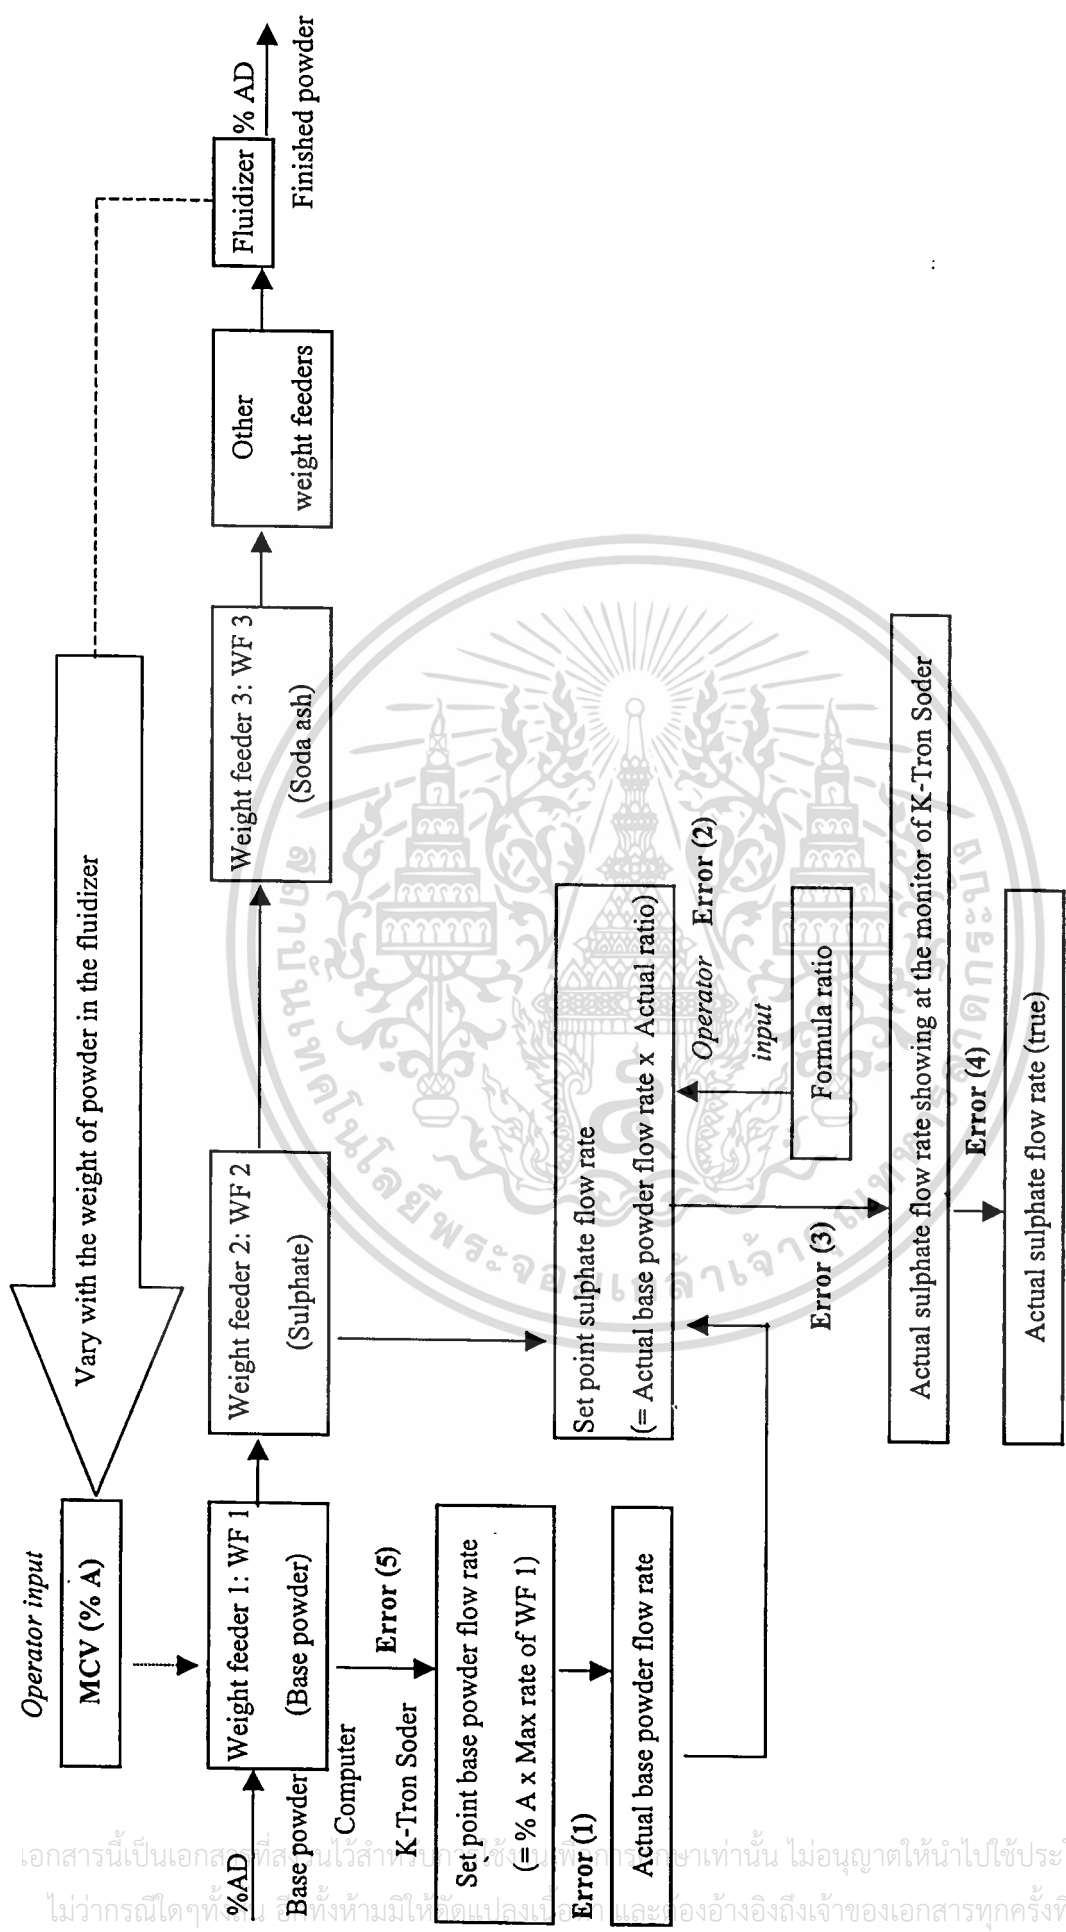 Operator input
MCV (% A)
Vary with the weight of powder in the fluidizer
%AD
Base powder
Weight feeder 1: WF 1
(Base powder)
Weight feeder 2: WF 2
(Sulphate)
Weight feeder 3: WF 3
(Soda ash)
Other
weight feeders
Fluidizer
% AD
Finished powder
Computer
K-Tron Soder
Error (5)
Set point base powder flow rate
(= % A x Max rate of WF 1)
Error (1)
Actual base powder flow rate
Set point sulphate flow rate
(= Actual base powder flow rate x Actual ratio)
Operator
input
Error (2)
Formula ratio
Error (3)
Actual sulphate flow rate showing at the monitor of K-Tron Soder
Error (4)
Actual sulphate flow rate (true)
เอกสารนี้เป็นเอกสารที่สงวนไว้สำหรับการใช้งานเพื่อการศึกษาเท่านั้น ไม่อนุญาตให้นำไปใช้ประ
ไม่ว่ากรณีใดๆทั้งสิ้น อีกทั้งห้ามมิให้ดัดแปลงเนื้อหา และต้องอ้างอิงถึงเจ้าของเอกสารทุกครั้งที่